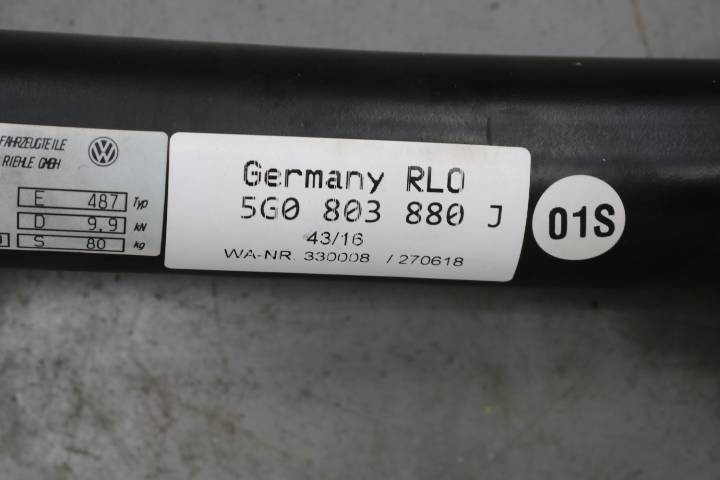 FAHRZEUGTEILE
RIEHLE GMBH
E 487 Typ
D 9.9 kN
S 80 kg
Germany RLO
5G0 803 880 J
43/16
WA-NR. 330008 / 270618
01S